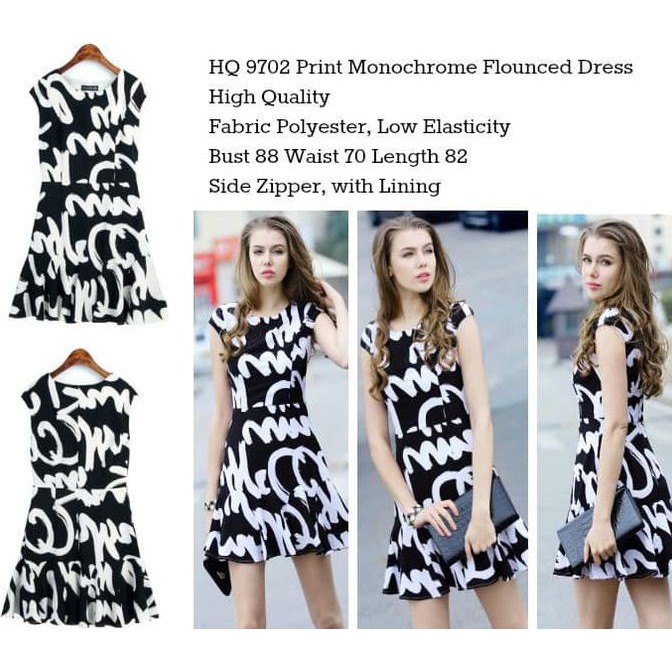 HQ 9702 Print Monochrome Flounced Dress
High Quality
Fabric Polyester, Low Elasticity
Bust 88 Waist 70 Length 82
Side Zipper, with Lining